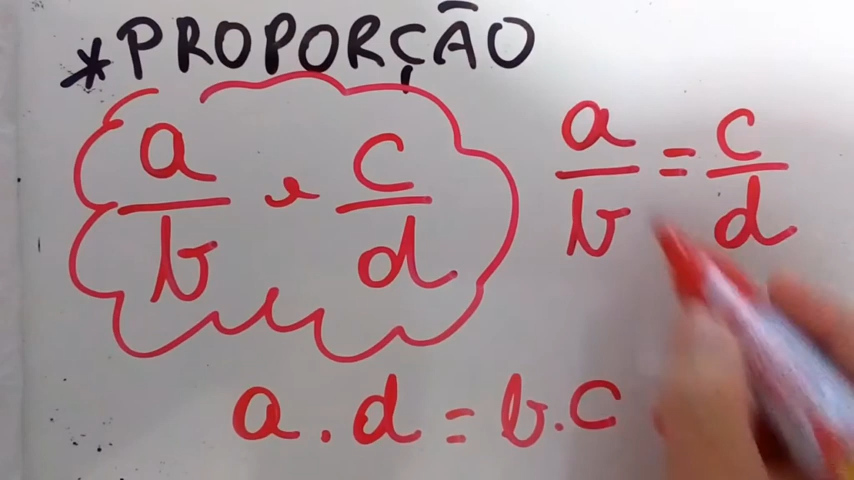 *PROPORÇÃO
a/b e c/d a/b = c/d
a . d = b . c